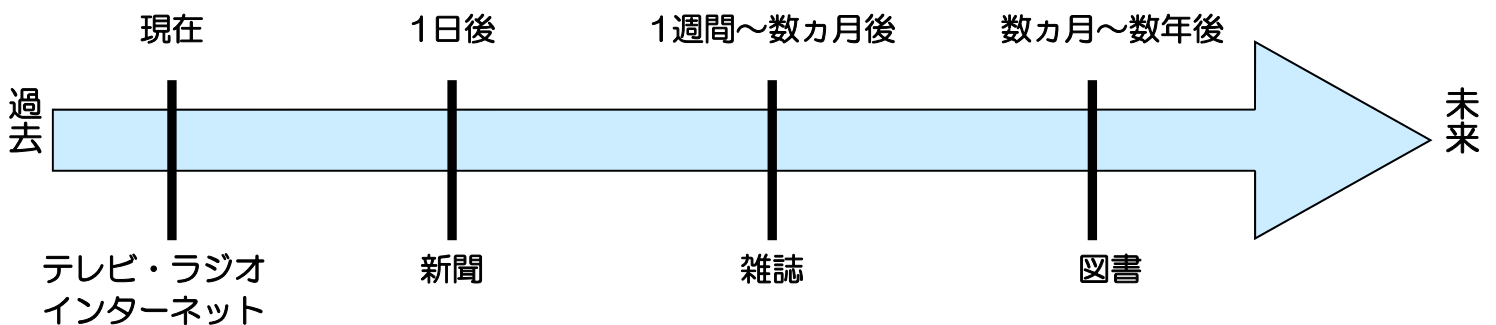 現在
1日後
1週間～数ヵ月後
数ヵ月～数年後
過去
未来
テレビ・ラジオ
インターネット
新聞
雑誌
図書